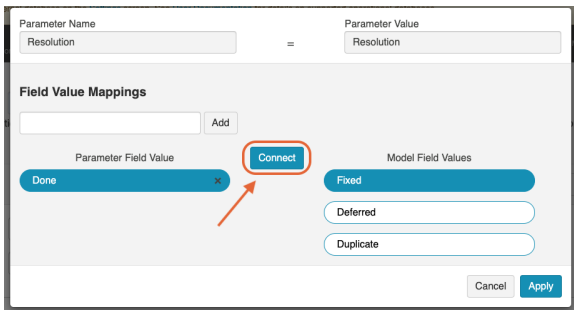 Parameter Name
Parameter Value
Resolution
=
Resolution
Field Value Mappings
Add
Parameter Field Value
Connect
Model Field Values
Done ×
Fixed
Deferred
Duplicate
Cancel
Apply